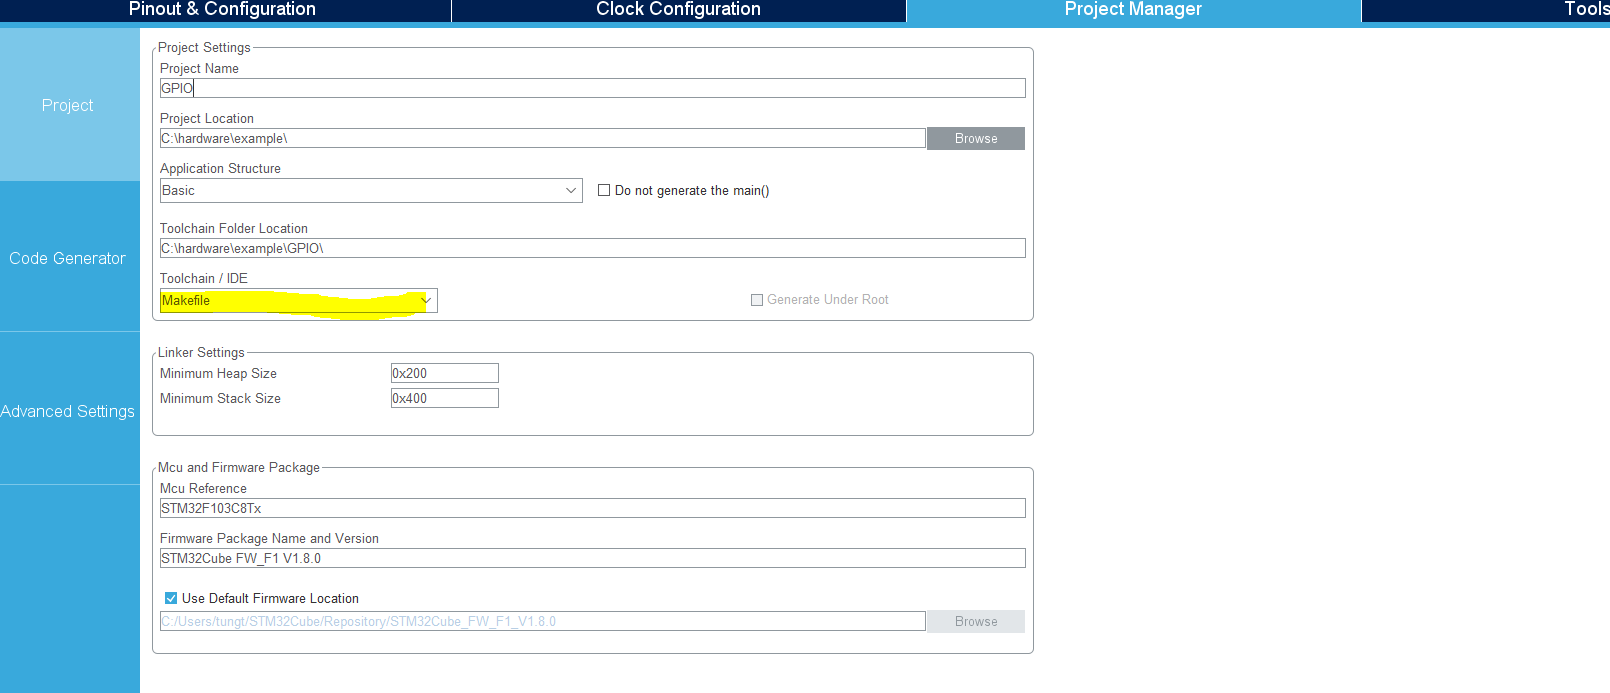 Pinout & Configuration
Clock Configuration
Project Manager
Tools
Project
Code Generator
Advanced Settings
Project Settings
Project Name
GPIO
Project Location
C:\hardware\example\
Browse
Application Structure
Basic
Do not generate the main()
Toolchain Folder Location
C:\hardware\example\GPIO\
Toolchain / IDE
Makefile
Generate Under Root
Linker Settings
Minimum Heap Size
0x200
Minimum Stack Size
0x400
Mcu and Firmware Package
Mcu Reference
STM32F103C8Tx
Firmware Package Name and Version
STM32Cube FW_F1 V1.8.0
Use Default Firmware Location
C:/Users/tungt/STM32Cube/Repository/STM32Cube_FW_F1_V1.8.0
Browse